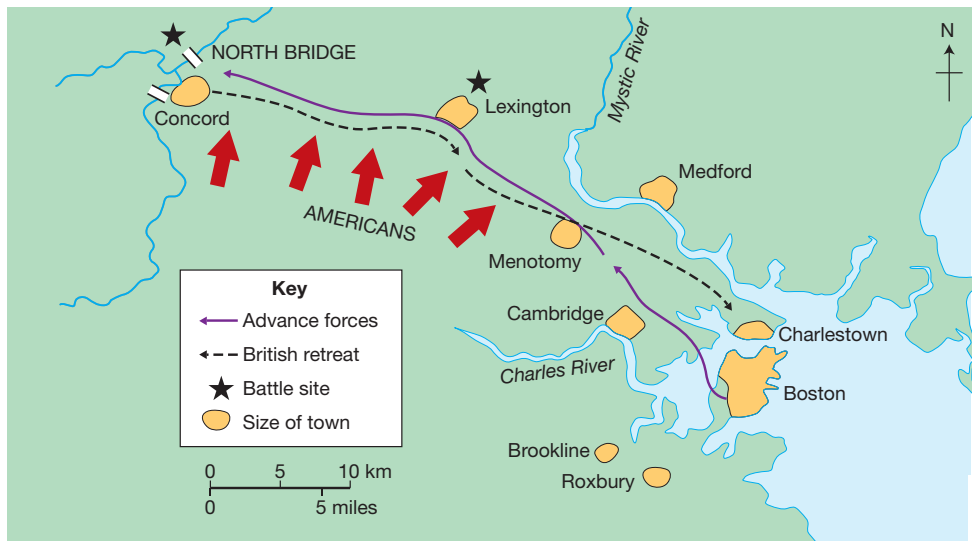 NORTH BRIDGE
N
Mystic River
Lexington
Concord
Medford
AMERICANS
Menotomy
Key
Advance forces
British retreat
Battle site
Size of town
Cambridge
Charlestown
Charles River
Boston
Brookline
Roxbury
0 5 10 km
0 5 miles